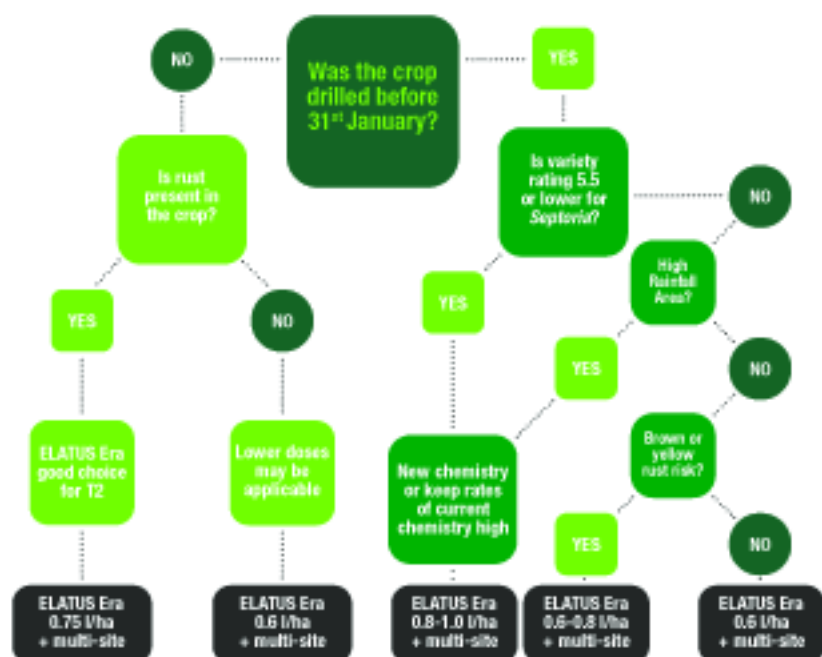 NO
Was the crop
drilled before
31st January?
YES
Is rust
present in
the crop?
Is variety
rating 5.5
or lower for
Septoria?
NO
High
Rainfall
Area?
YES
NO
YES
YES
NO
ELATUS Era
good choice
for T2
Lower doses
may be
applicable
New chemistry
or keep rates
of current
chemistry high
Brown or
yellow
rust risk?
YES
NO
ELATUS Era
0.75 l/ha
+ multi-site
ELATUS Era
0.6 l/ha
+ multi-site
ELATUS Era
0.8-1.0 l/ha
+ multi-site
ELATUS Era
0.6-0.8 l/ha
+ multi-site
ELATUS Era
0.6 l/ha
+ multi-site